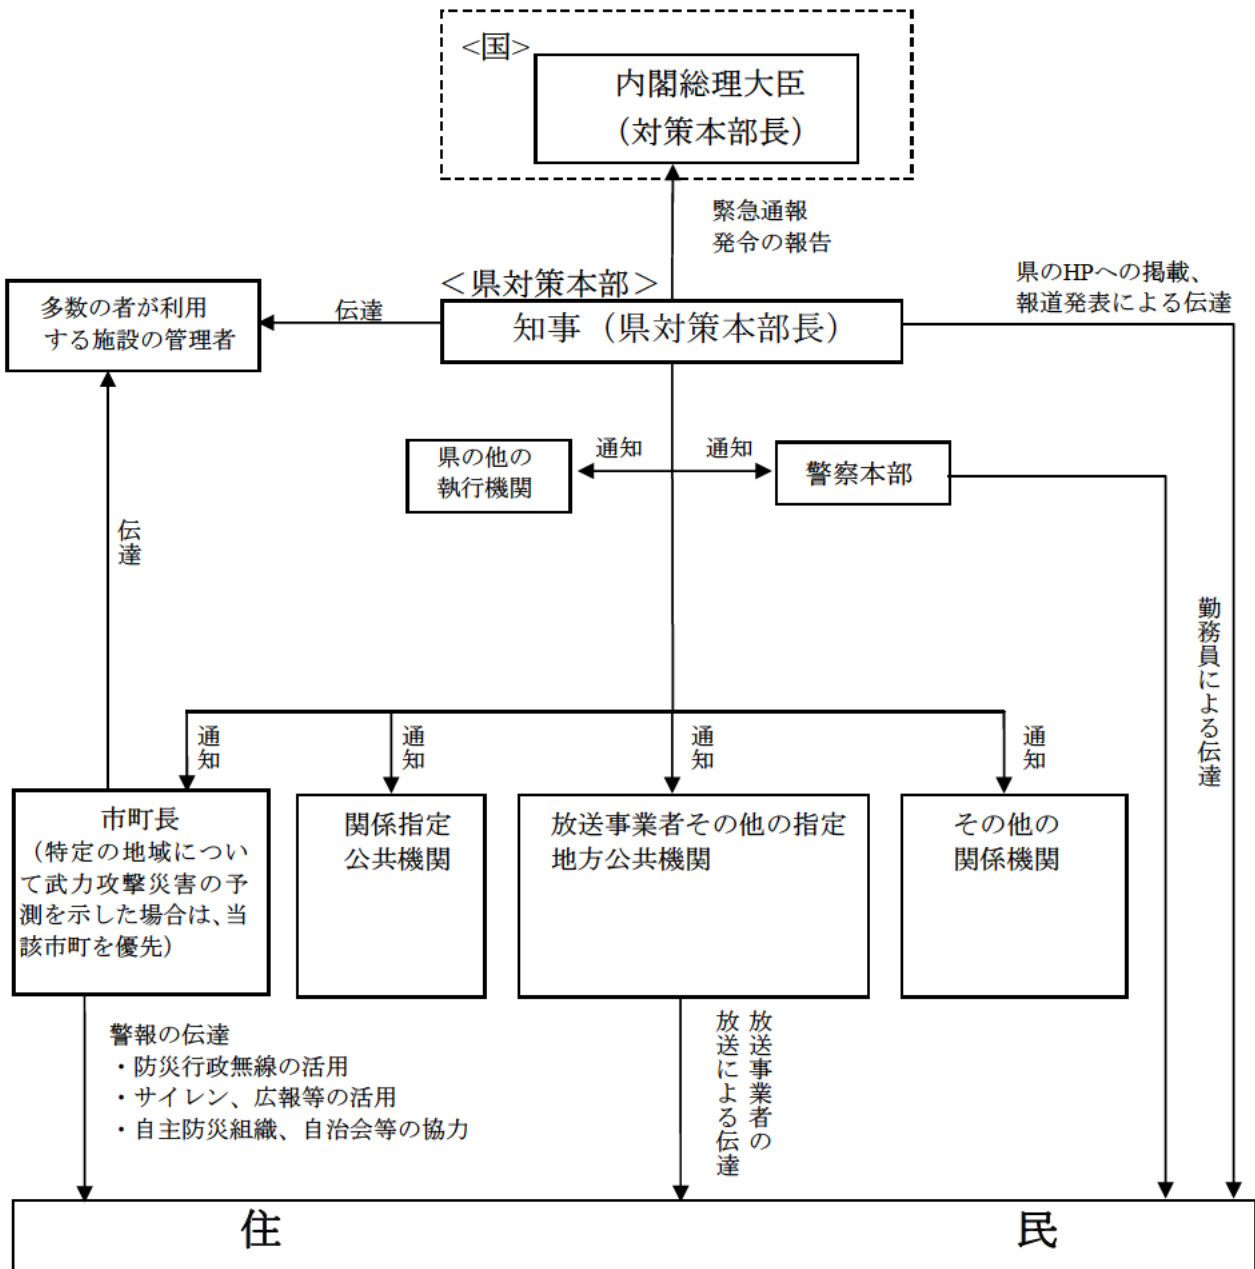 <国>
内閣総理大臣
（対策本部長）
緊急通報
発令の報告
＜県対策本部＞
知事（県対策本部長）
県のHPへの掲載、
報道発表による伝達
伝達
多数の者が利用
する施設の管理者
通知
通知
県の他の
執行機関
警察本部
伝達
勤務員による伝達
通知
通知
通知
通知
市町長
（特定の地域につい
て武力攻撃災害の予
測を示した場合は、当
該市町を優先）
関係指定
公共機関
放送事業者その他の指定
地方公共機関
その他の
関係機関
警報の伝達
・防災行政無線の活用
・サイレン、広報等の活用
・自主防災組織、自治会等の協力
放送事業者の
放送による伝達
住民